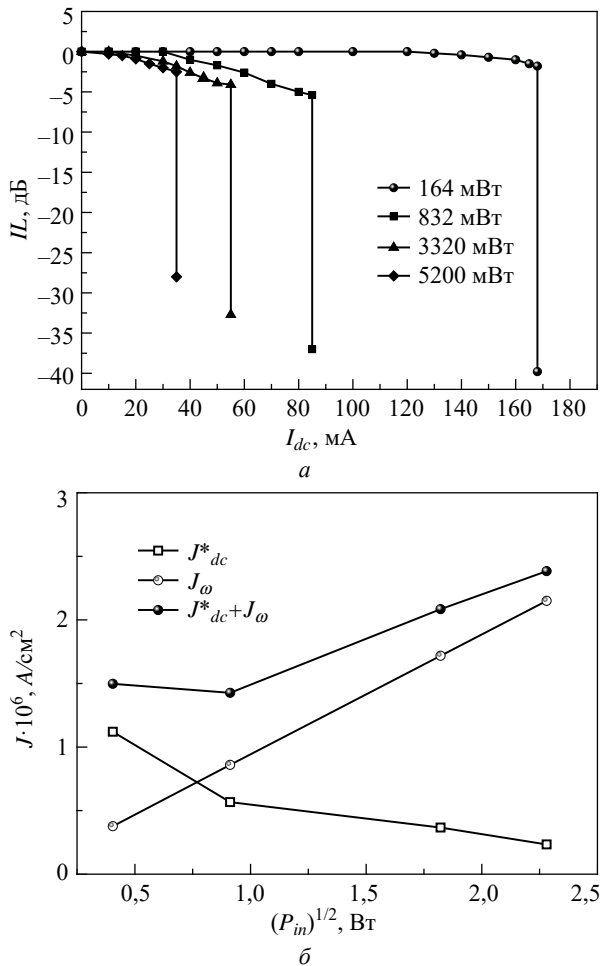 0
−5
−10
−15
−20
−25
−30
−35
−40
IL, дБ
164 мВт
832 мВт
3320 мВт
5200 мВт
0 20 40 60 80 100 120 140 160 180
I_dc, мА
а
3
2
1
0
J·10^6, А/см^2
J*_dc
J_ω
J*_dc+J_ω
0,5 1,0 1,5 2,0 2,5
(P_in)^1/2, Вт
б